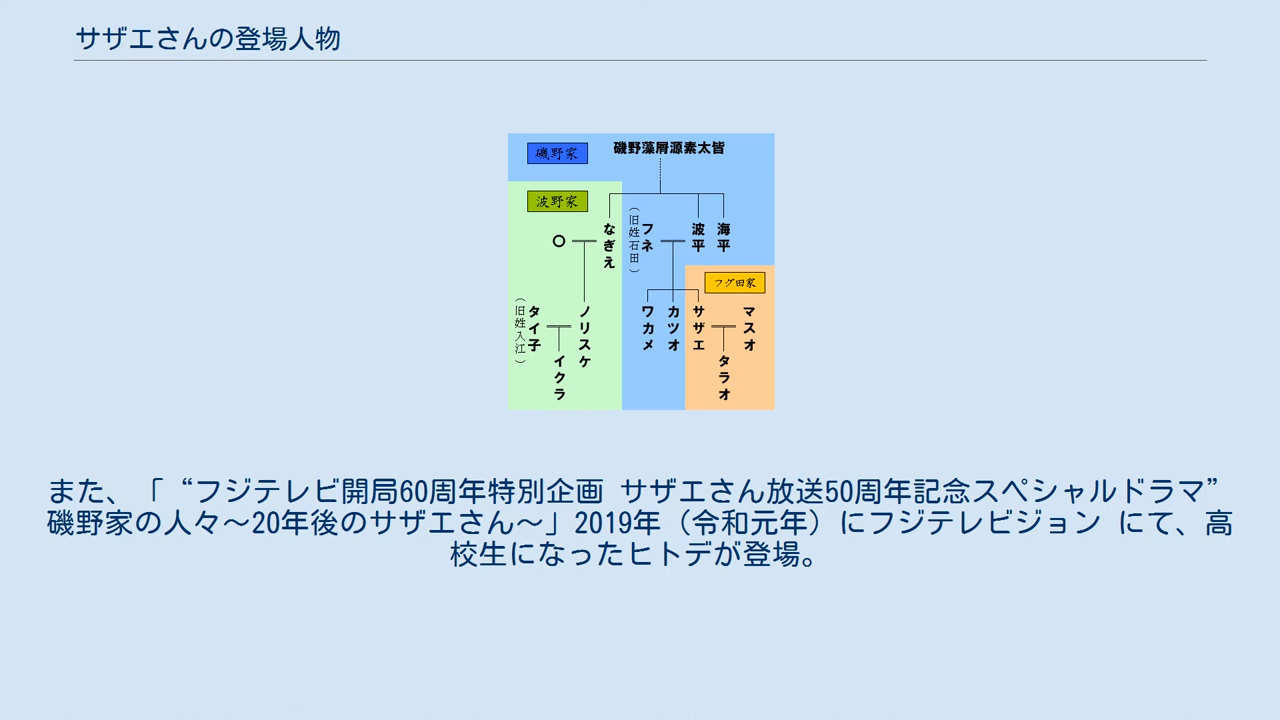 サザエさんの登場人物
磯野家
磯野藻屑源素太皆
波野家
○
なぎえ
(旧姓石田)
フネ
波平
海平
フグ田家
(旧姓入江)
タイ子
ノリスケ
イクラ
ワカメ
カツオ
サザエ
マスオ
タラオ
また、「“フジテレビ開局60周年特別企画 サザエさん放送50周年記念スペシャルドラマ”
磯野家の人々～20年後のサザエさん～」2019年（令和元年）にフジテレビジョン にて、高
校生になったヒトデが登場。